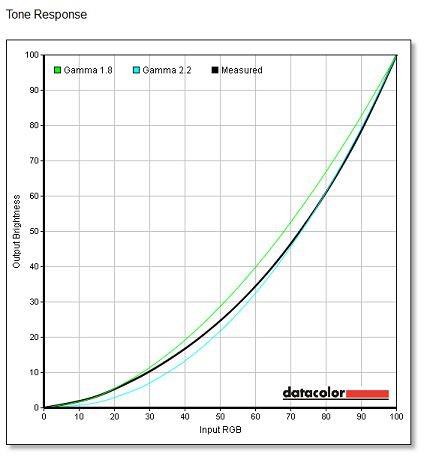 Tone Response
Gamma 1.8
Gamma 2.2
Measured
100
90
80
70
60
50
40
30
20
10
0
Output Brightness
0 10 20 30 40 50 60 70 80 90 100
Input RGB
datacolor